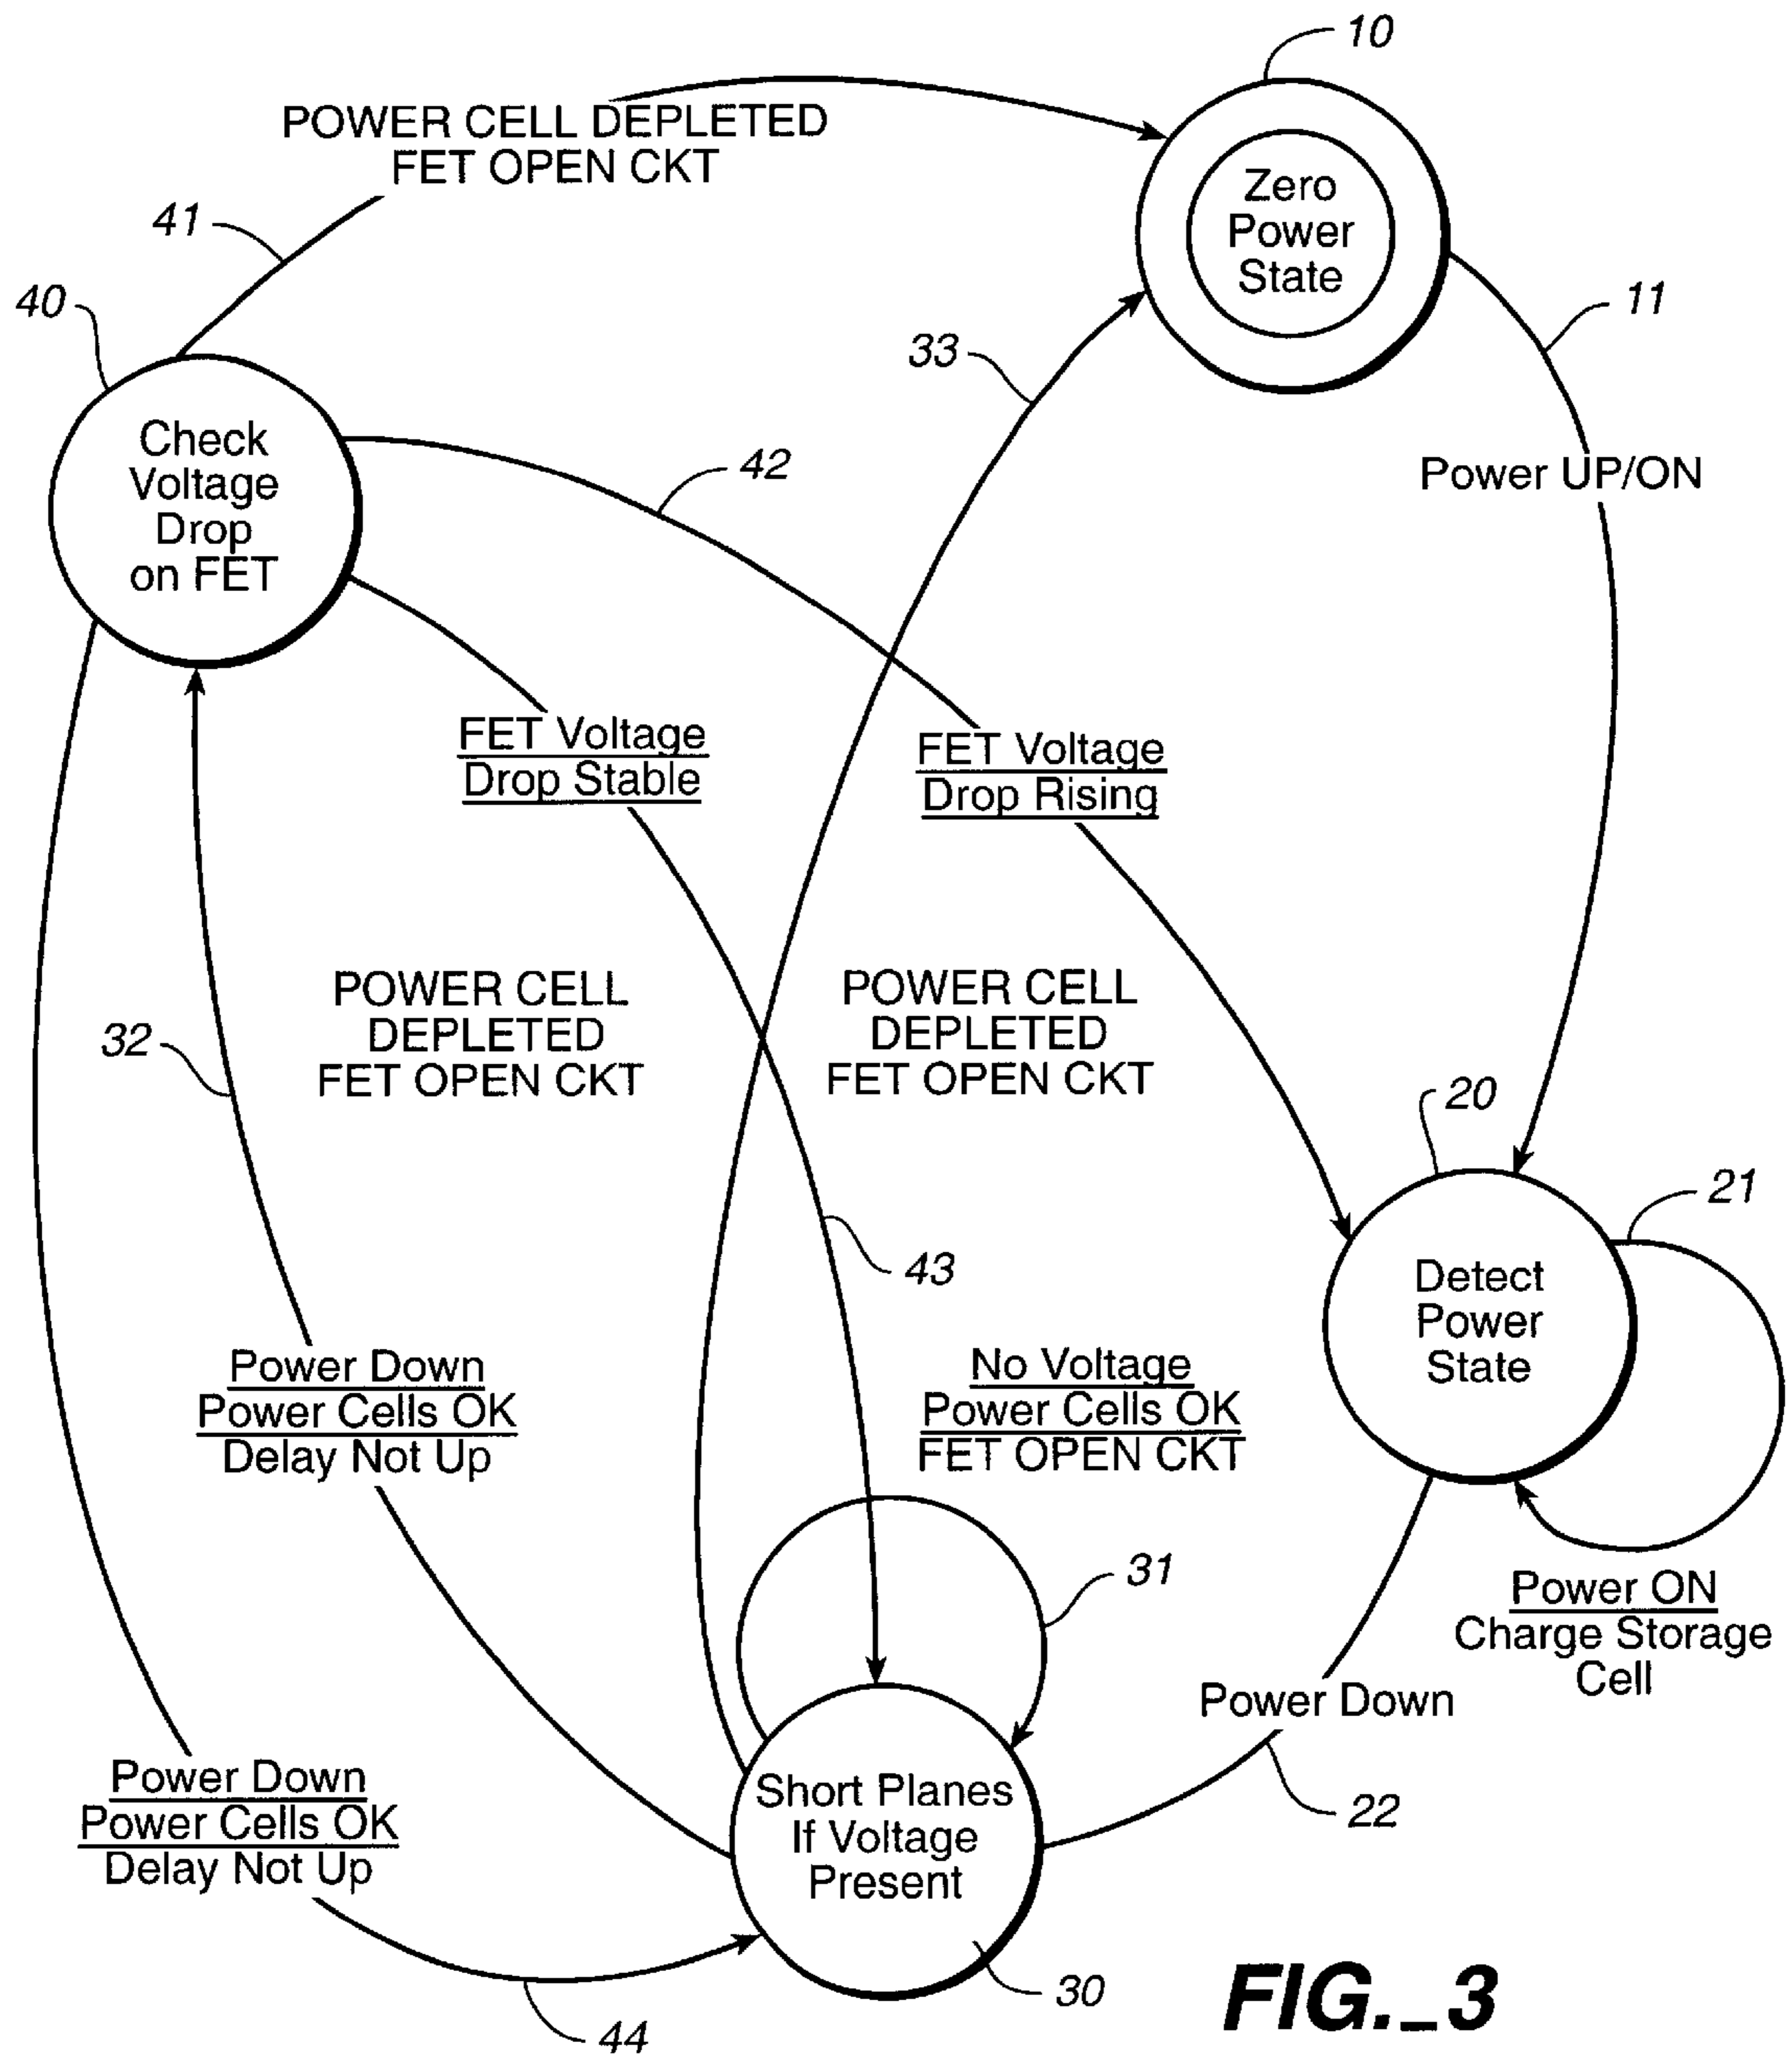 10
POWER CELL DEPLETED
FET OPEN CKT
Zero
Power
State
41
40
11
33
Check
Voltage
Drop
on FET
42
Power UP/ON
FET Voltage
Drop Stable
FET Voltage
Drop Rising
32
POWER CELL
DEPLETED
FET OPEN CKT
POWER CELL
DEPLETED
FET OPEN CKT
20
21
43
Detect
Power
State
Power Down
Power Cells OK
Delay Not Up
No Voltage
Power Cells OK
FET OPEN CKT
31
Power ON
Charge Storage
Cell
Power Down
22
Power Down
Power Cells OK
Delay Not Up
Short Planes
If Voltage
Present
30
44
FIG._3